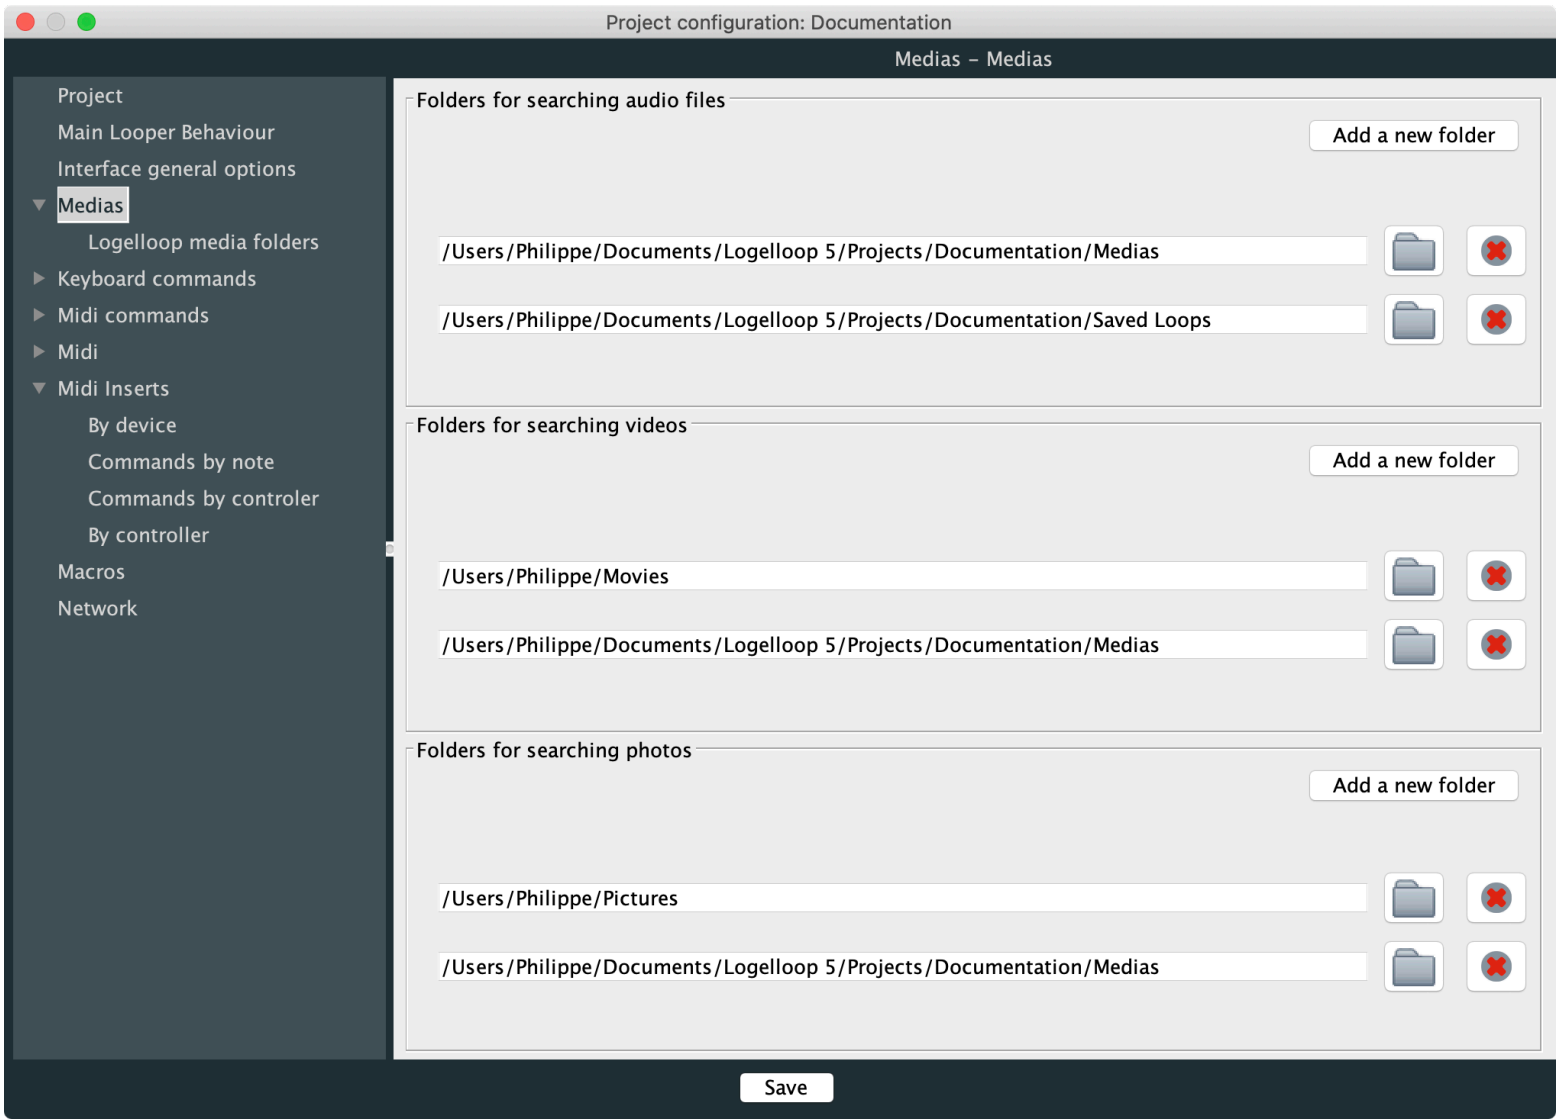 Project configuration: Documentation
Medias – Medias
Project
Main Looper Behaviour
Interface general options
Medias
Logelloop media folders
Keyboard commands
Midi commands
Midi
Midi Inserts
By device
Commands by note
Commands by controler
By controller
Macros
Network
Folders for searching audio files
Add a new folder
/Users/Philippe/Documents/Logelloop 5/Projects/Documentation/Medias
/Users/Philippe/Documents/Logelloop 5/Projects/Documentation/Saved Loops
Folders for searching videos
Add a new folder
/Users/Philippe/Movies
/Users/Philippe/Documents/Logelloop 5/Projects/Documentation/Medias
Folders for searching photos
Add a new folder
/Users/Philippe/Pictures
/Users/Philippe/Documents/Logelloop 5/Projects/Documentation/Medias
Save